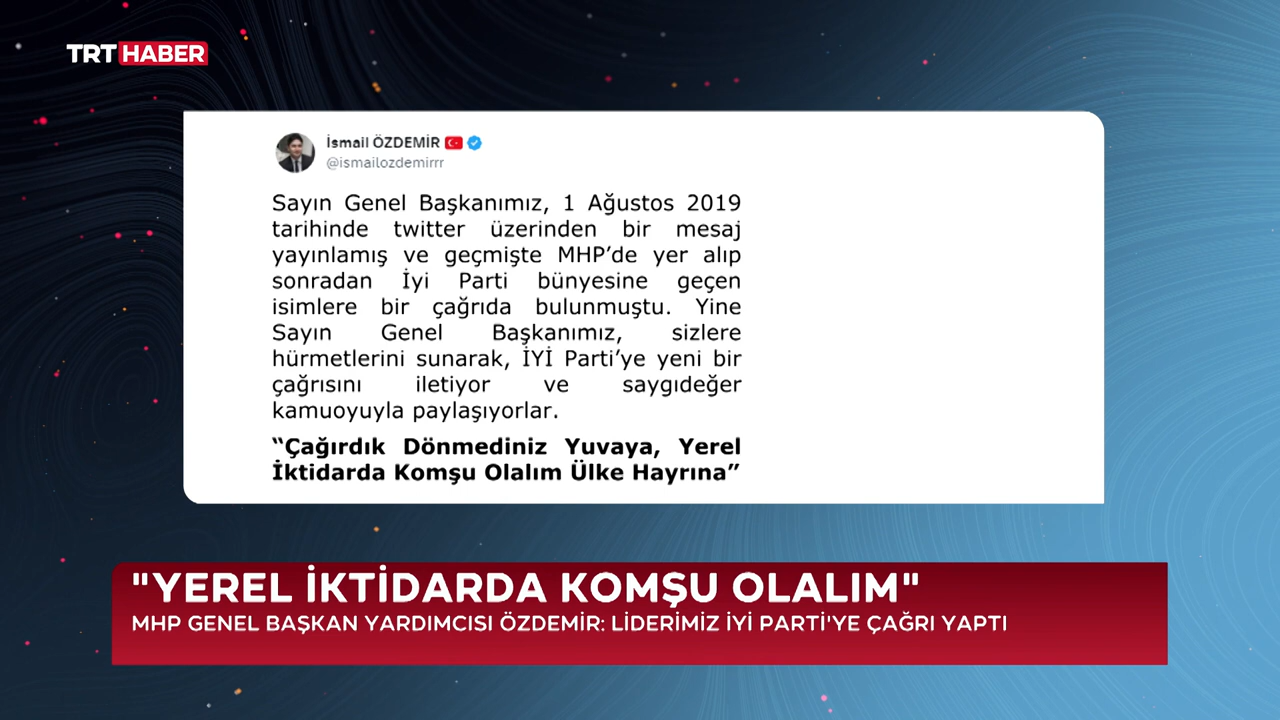 TRT HABER
İsmail ÖZDEMİR
@ismailozdemirrr
Sayın Genel Başkanımız, 1 Ağustos 2019
tarihinde twitter üzerinden bir mesaj
yayınlamış ve geçmişte MHP’de yer alıp
sonradan İyi Parti bünyesine geçen
isimlere bir çağrıda bulunmuştu. Yine
Sayın Genel Başkanımız, sizlere
hürmetlerini sunarak, İYİ Parti’ye yeni bir
çağrısını iletiyor ve saygıdeğer
kamuoyuyla paylaşıyorlar.
“Çağırdık Dönmediniz Yuvaya, Yerel
İktidarda Komşu Olalım Ülke Hayrına”
"YEREL İKTİDARDA KOMŞU OLALIM"
MHP GENEL BAŞKAN YARDIMCISI ÖZDEMİR: LİDERİMİZ İYİ PARTİ'YE ÇAĞRI YAPTI